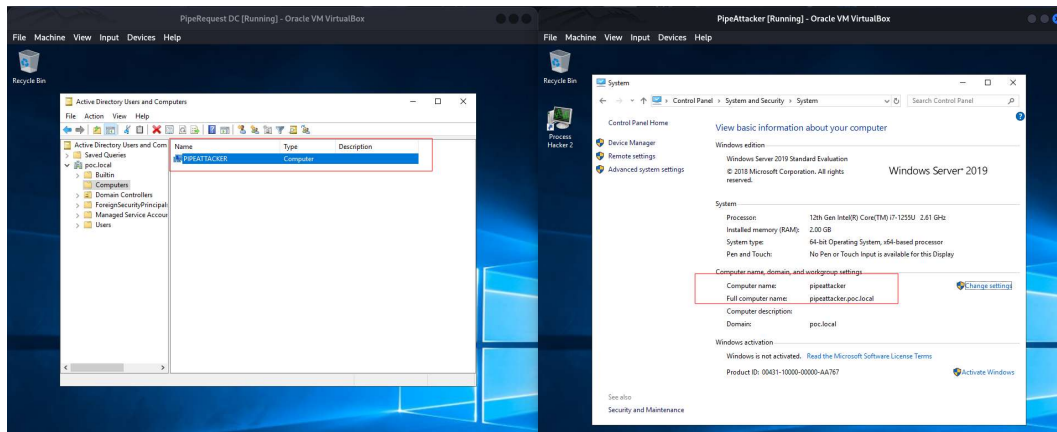 PipeRequest DC [Running] - Oracle VM VirtualBox
File Machine View Input Devices Help
Recycle Bin
Active Directory Users and Computers
File Action View Help
Active Directory Users and Com
Saved Queries
poc.local
Builtin
Computers
Domain Controllers
ForeignSecurityPrincipals
Managed Service Accour
Users
Name Type Description
PIPEATTACKER Computer
PipeAttacker [Running] - Oracle VM VirtualBox
File Machine View Input Devices Help
Recycle Bin
Process
Hacker 2
System
Control Panel > System and Security > System
Search Control Panel
Control Panel Home
Device Manager
Remote settings
Advanced system settings
See also
Security and Maintenance
View basic information about your computer
Windows edition
Windows Server 2019 Standard Evaluation
© 2018 Microsoft Corporation. All rights
reserved.
Windows Server® 2019
System
Processor: 12th Gen Intel(R) Core(TM) i7-1255U 2.61 GHz
Installed memory (RAM): 2.00 GB
System type: 64-bit Operating System, x64-based processor
Pen and Touch: No Pen or Touch Input is available for this Display
Computer name, domain, and workgroup settings
Computer name: pipeattacker
Change settings
Full computer name: pipeattacker.poc.local
Computer description:
Domain: poc.local
Windows activation
Windows is not activated. Read the Microsoft Software License Terms
Product ID: 00431-10000-00000-AA767
Activate Windows